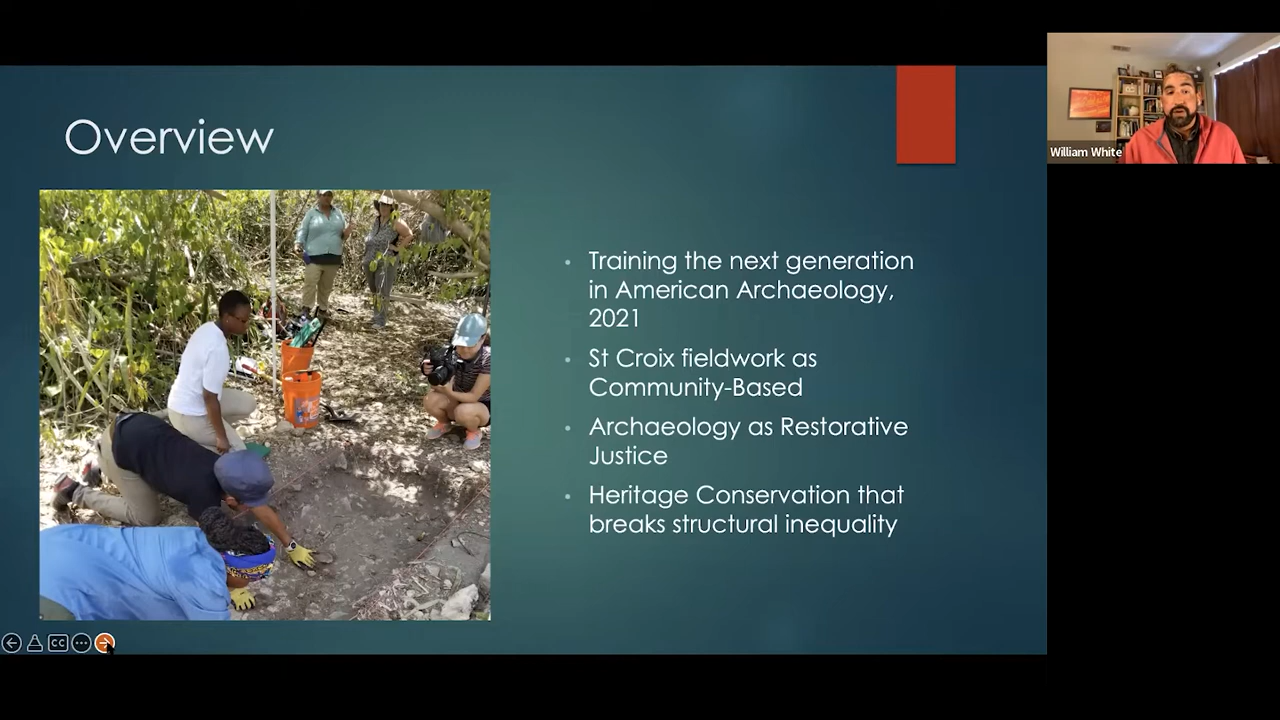 Overview
Training the next generation
in American Archaeology,
2021
St Croix fieldwork as
Community-Based
Archaeology as Restorative
Justice
Heritage Conservation that
breaks structural inequality
William White
CC